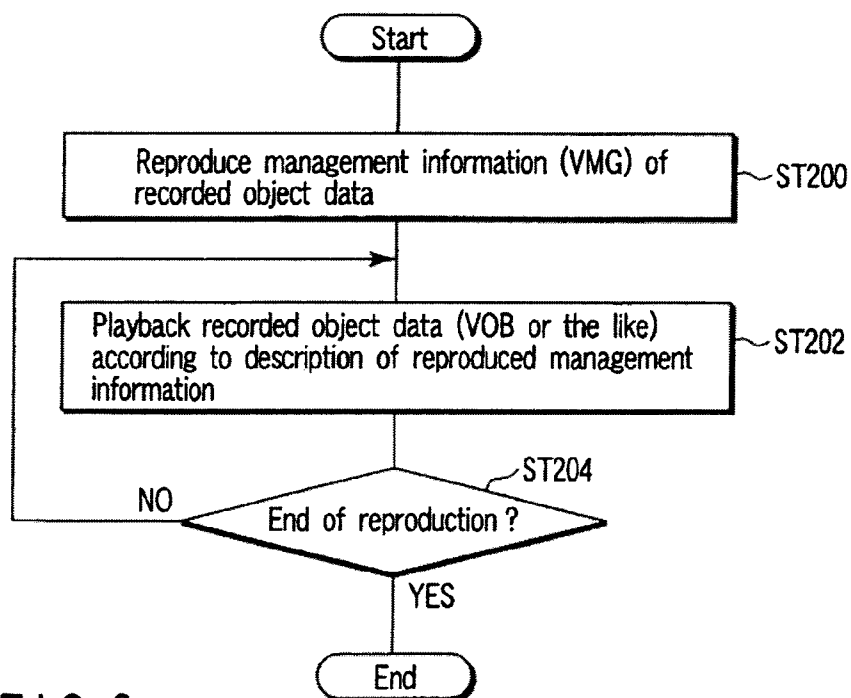 Start
Reproduce management information (VMG) of
recorded object data
ST200
Playback recorded object data (VOB or the like)
according to description of reproduced management
information
ST202
ST204
NO
End of reproduction ?
YES
End